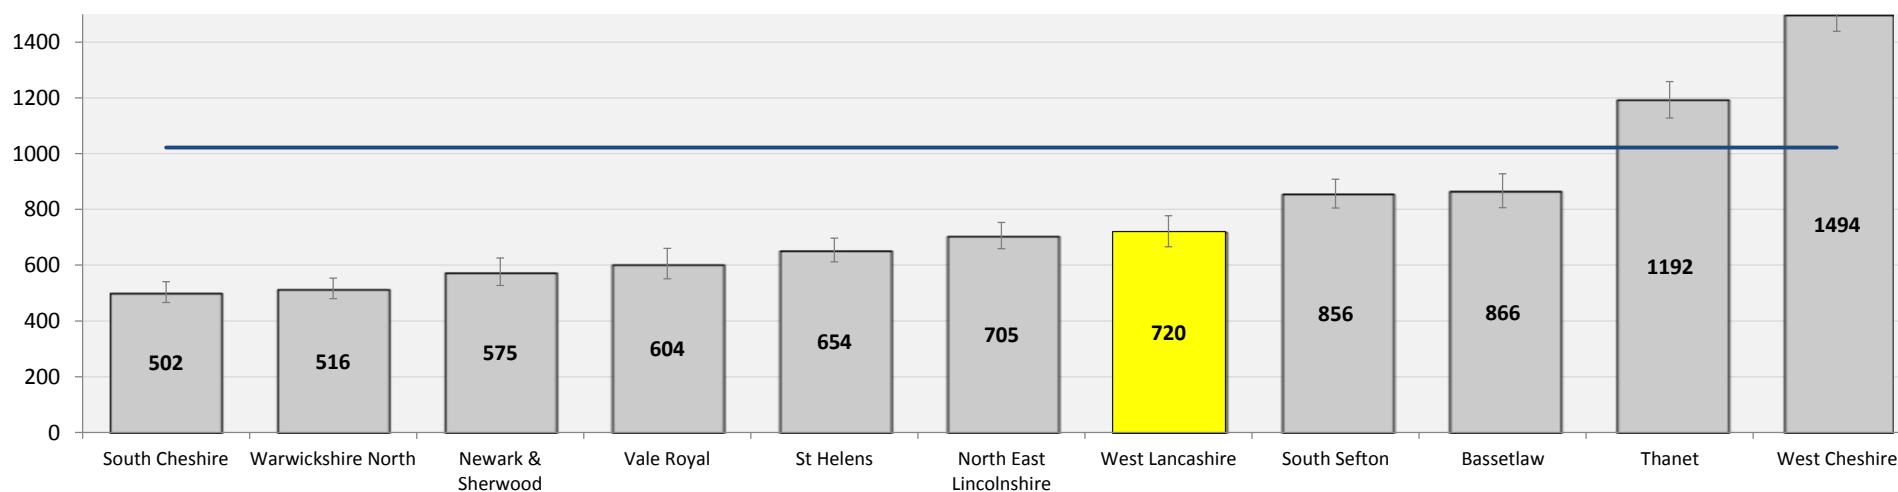 1400
1200
1000
800
600
400
200
0
502
516
575
604
654
705
720
856
866
1192
1494
South Cheshire
Warwickshire North
Newark &
Sherwood
Vale Royal
St Helens
North East
Lincolnshire
West Lancashire
South Sefton
Bassetlaw
Thanet
West Cheshire